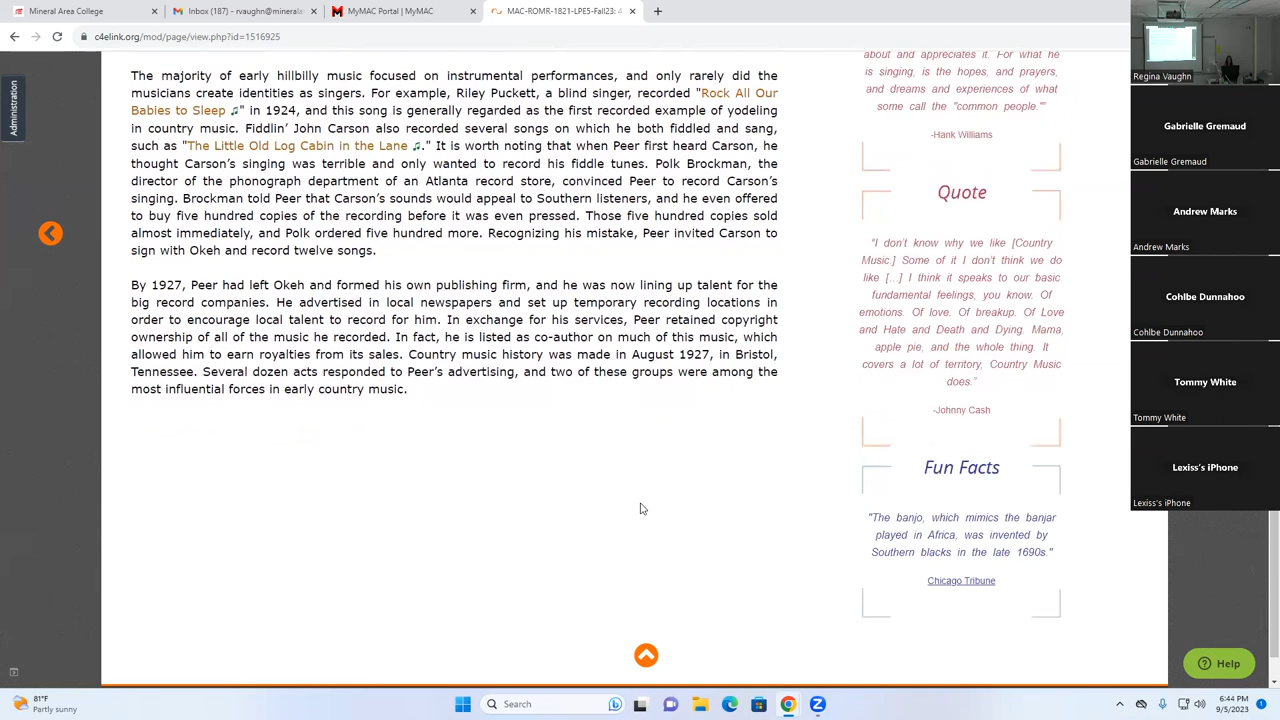 Mineral Area College
Inbox (187) - rvaughn@mineral
MyMAC Portal | MyMAC
MAC-ROMR-1821-LPE5-Fall23: 4
c4elink.org/mod/page/view.php?id=1516925
Administration
The majority of early hillbilly music focused on instrumental performances, and only rarely did the
musicians create identities as singers. For example, Riley Puckett, a blind singer, recorded "Rock All Our
Babies to Sleep ♫" in 1924, and this song is generally regarded as the first recorded example of yodeling
in country music. Fiddlin’ John Carson also recorded several songs on which he both fiddled and sang,
such as "The Little Old Log Cabin in the Lane ♫." It is worth noting that when Peer first heard Carson, he
thought Carson’s singing was terrible and only wanted to record his fiddle tunes. Polk Brockman, the
director of the phonograph department of an Atlanta record store, convinced Peer to record Carson’s
singing. Brockman told Peer that Carson’s sounds would appeal to Southern listeners, and he even offered
to buy five hundred copies of the recording before it was even pressed. Those five hundred copies sold
almost immediately, and Polk ordered five hundred more. Recognizing his mistake, Peer invited Carson to
sign with Okeh and record twelve songs.
By 1927, Peer had left Okeh and formed his own publishing firm, and he was now lining up talent for the
big record companies. He advertised in local newspapers and set up temporary recording locations in
order to encourage local talent to record for him. In exchange for his services, Peer retained copyright
ownership of all of the music he recorded. In fact, he is listed as co-author on much of this music, which
allowed him to earn royalties from its sales. Country music history was made in August 1927, in Bristol,
Tennessee. Several dozen acts responded to Peer’s advertising, and two of these groups were among the
most influential forces in early country music.
about and appreciates it. For what he
is singing, is the hopes, and prayers,
and dreams and experiences of what
some call the "common people."”
-Hank Williams
Quote
“I don’t know why we like [Country
Music.] Some of it I don’t think we do
like […] I think it speaks to our basic
fundamental feelings, you know. Of
emotions. Of love. Of breakup. Of Love
and Hate and Death and Dying. Mama,
apple pie, and the whole thing. It
covers a lot of territory, Country Music
does.”
-Johnny Cash
Fun Facts
"The banjo, which mimics the banjar
played in Africa, was invented by
Southern blacks in the late 1690s."
Chicago Tribune
Help
Regina Vaughn
Gabrielle Gremaud
Gabrielle Gremaud
Andrew Marks
Andrew Marks
Cohlbe Dunnahoo
Cohlbe Dunnahoo
Tommy White
Tommy White
Lexiss’s iPhone
Lexiss’s iPhone
81°F
Partly sunny
Search
6:44 PM
9/5/2023
1